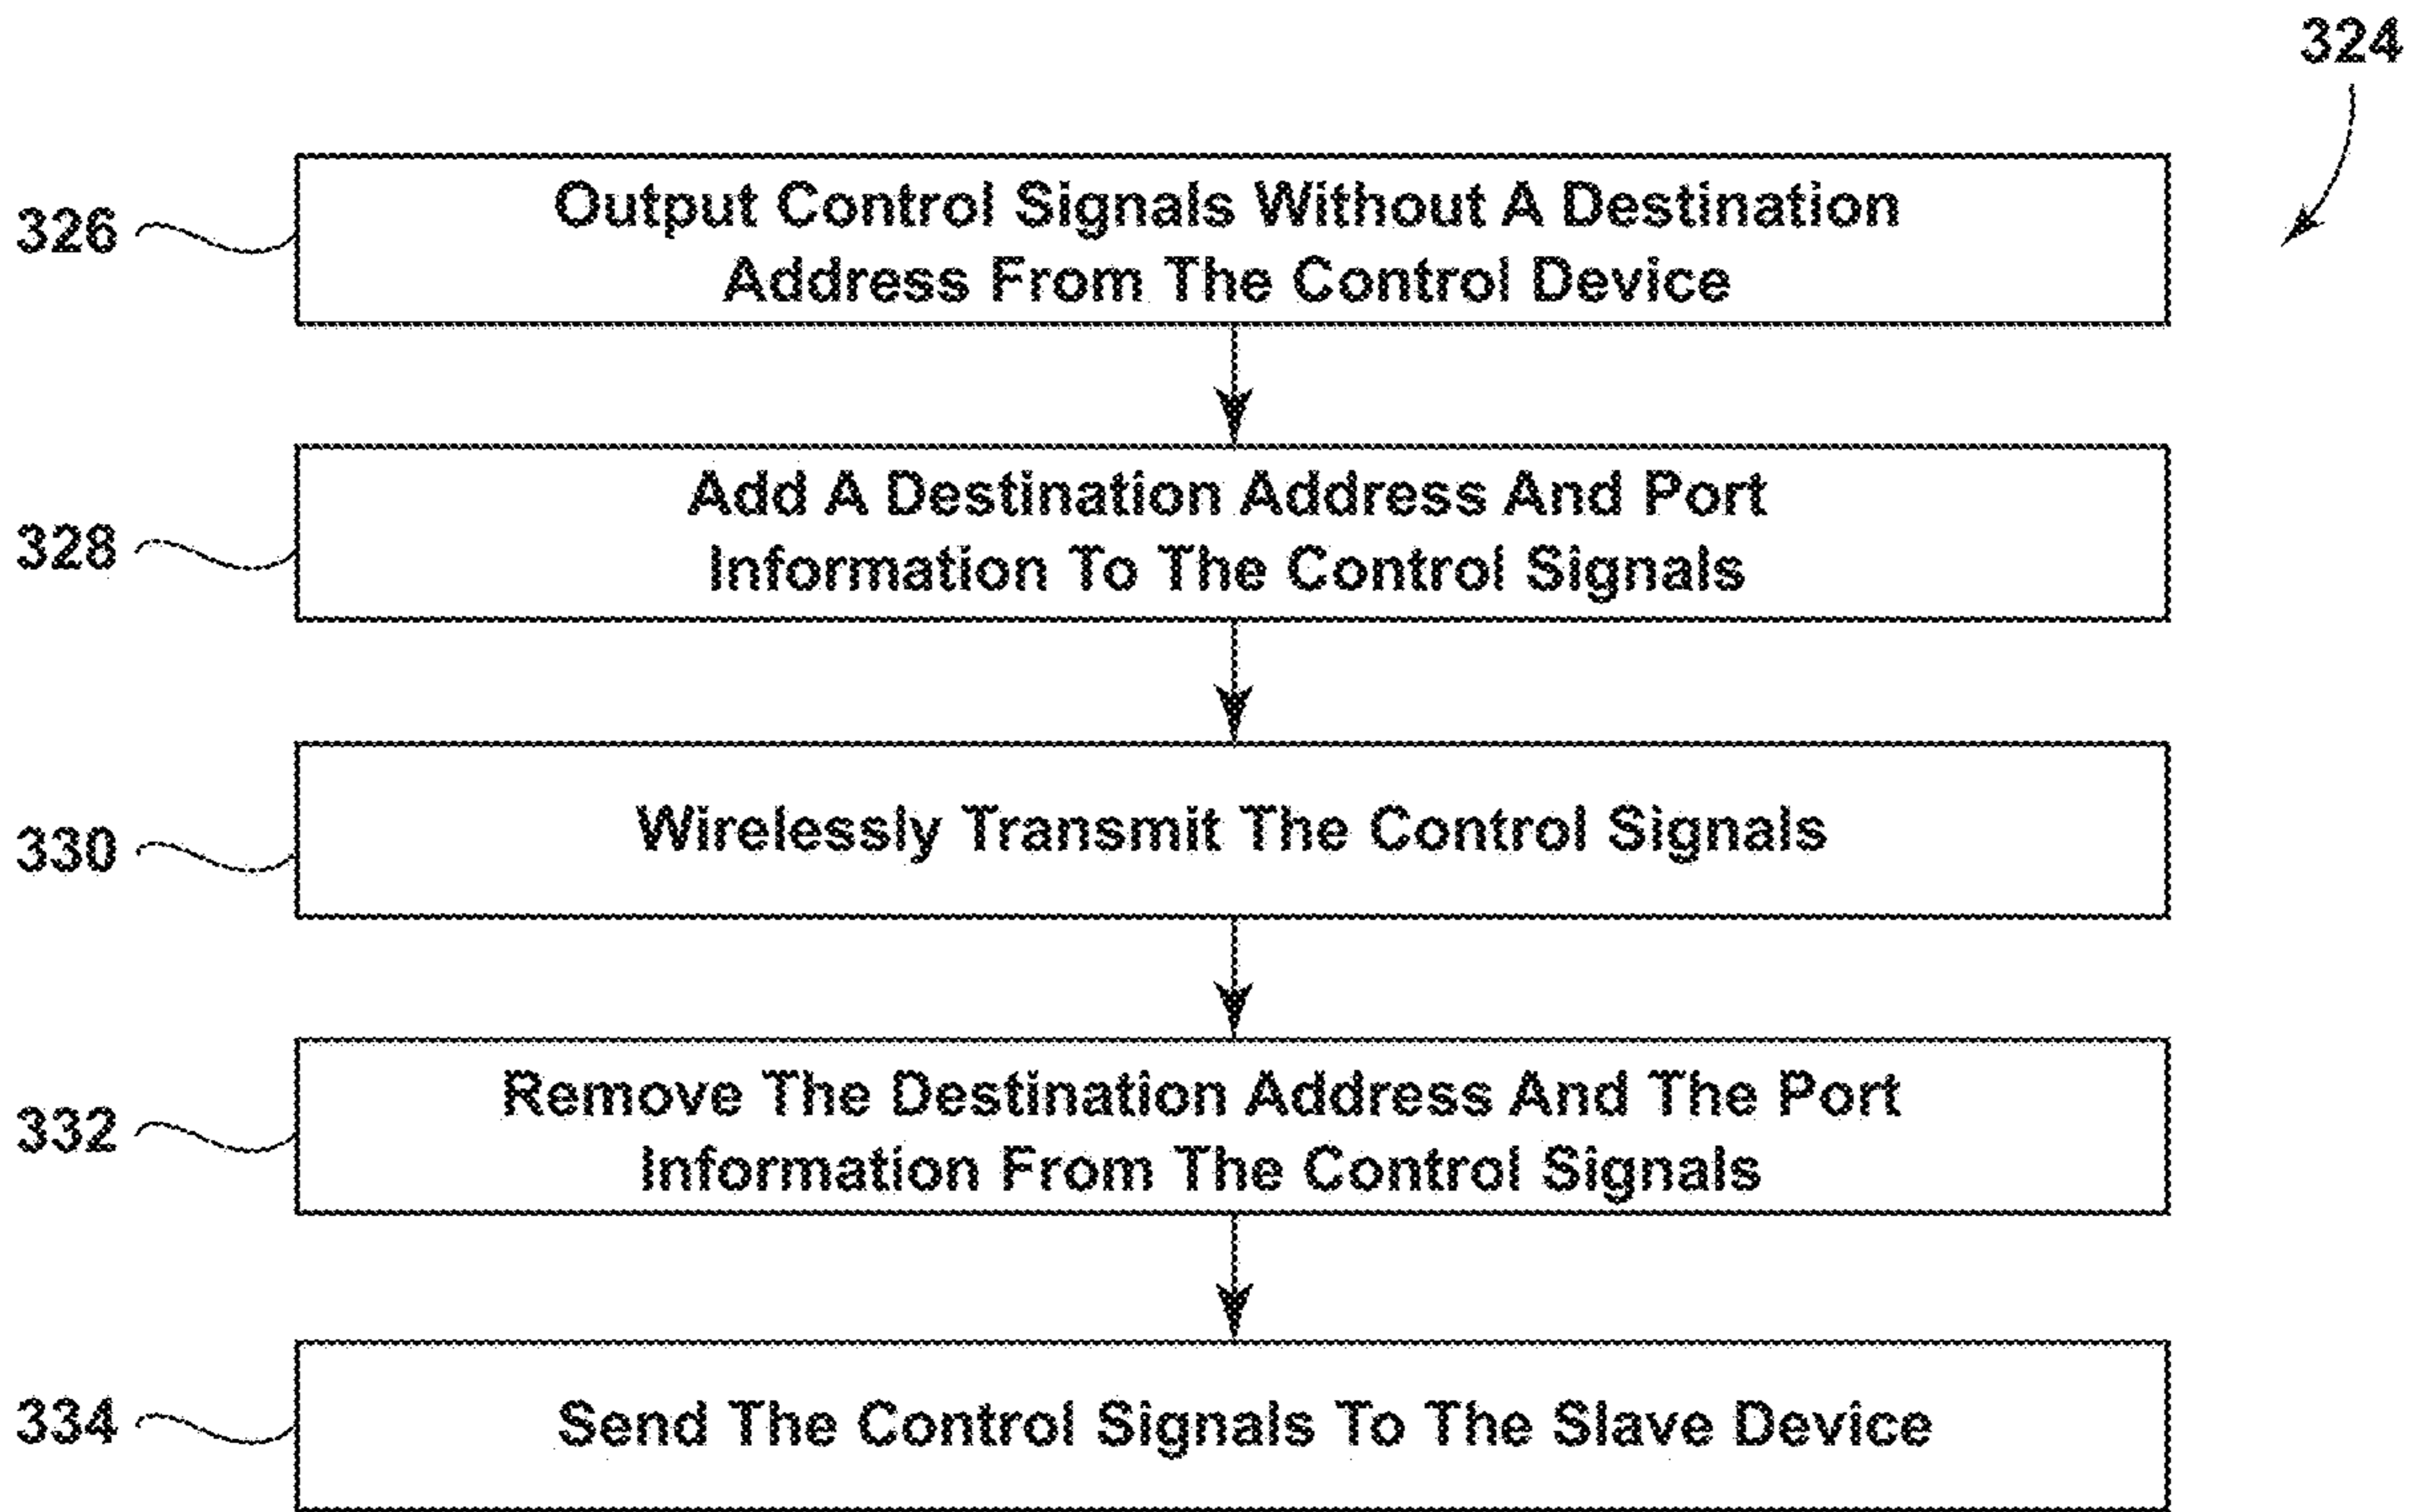 324
326
Output Control Signals Without A Destination
Address From The Control Device
328
Add A Destination Address And Port
Information To The Control Signals
330
Wirelessly Transmit The Control Signals
332
Remove The Destination Address And The Port
Information From The Control Signals
334
Send The Control Signals To The Slave Device